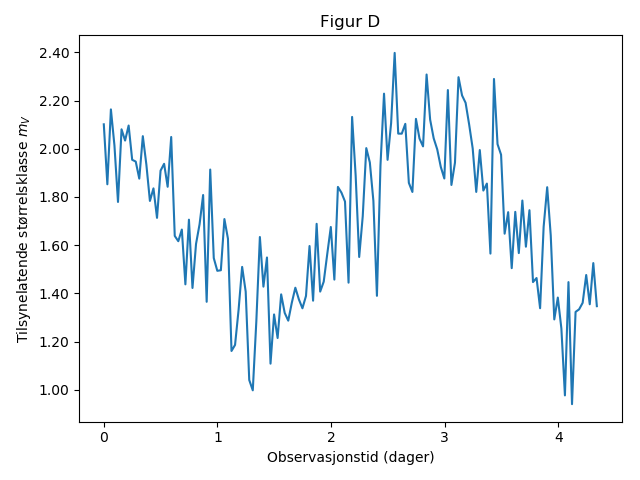 Figur D
Tilsynelatende størrelsesklasse m_V
2.40
2.20
2.00
1.80
1.60
1.40
1.20
1.00
0 1 2 3 4
Observasjonstid (dager)